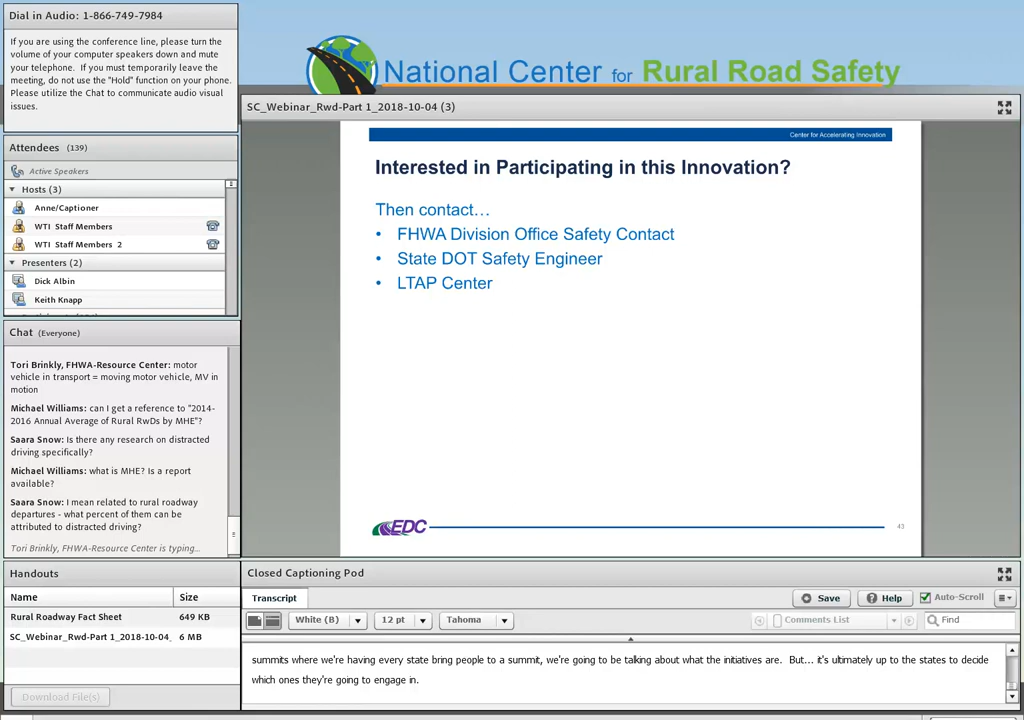 Dial in Audio: 1-866-749-7984
If you are using the conference line, please turn the
volume of your computer speakers down and mute
your telephone. If you must temporarily leave the
meeting, do not use the "Hold" function on your phone.
Please utilize the Chat to communicate audio visual
issues.
Attendees (139)
Active Speakers
Hosts (3)
Anne/Captioner
WTI Staff Members
WTI Staff Members 2
Presenters (2)
Dick Albin
Keith Knapp
Chat (Everyone)
Tori Brinkly, FHWA-Resource Center: motor
vehicle in transport = moving motor vehicle, MV in
motion
Michael Williams: can I get a reference to "2014-
2016 Annual Average of Rural RwDs by MHE"?
Saara Snow: Is there any research on distracted
driving specifically?
Michael Williams: what is MHE? Is a report
available?
Saara Snow: I mean related to rural roadway
departures - what percent of them can be
attributed to distracted driving?
Tori Brinkly, FHWA-Resource Center is typing...
Handouts
Name Size
Rural Roadway Fact Sheet 649 KB
SC_Webinar_Rwd-Part 1_2018-10-04_ 6 MB
Download File(s)
National Center for Rural Road Safety
SC_Webinar_Rwd-Part 1_2018-10-04 (3)
Center for Accelerating Innovation
Interested in Participating in this Innovation?
Then contact…
• FHWA Division Office Safety Contact
• State DOT Safety Engineer
• LTAP Center
EDC
43
Closed Captioning Pod
Transcript
Save
Help
Auto-Scroll
White (B)
12 pt
Tahoma
Comments List
Find
summits where we're having every state bring people to a summit, we're going to be talking about what the initiatives are. But... it's ultimately up to the states to decide
which ones they're going to engage in.